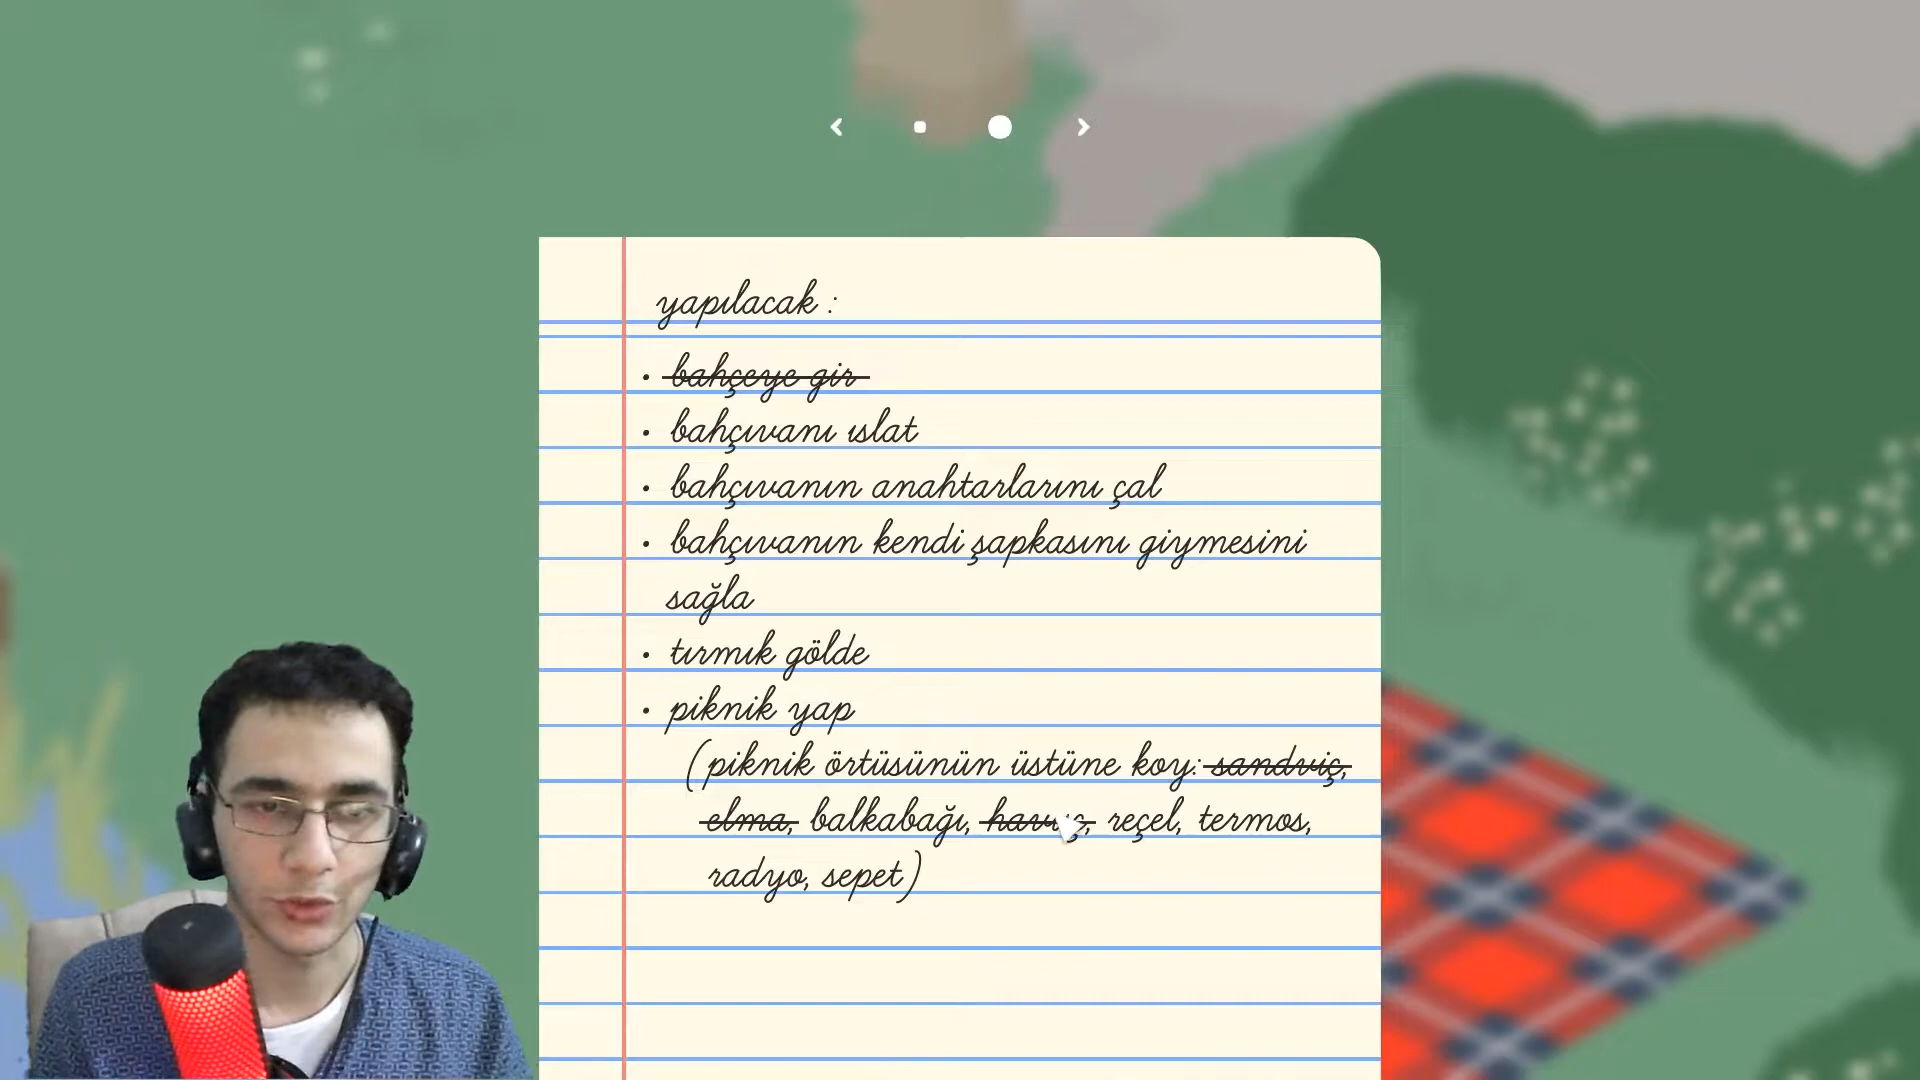 yapılacak :
• bahçeye gir
• bahçıvanı ıslat
• bahçıvanın anahtarlarını çal
• bahçıvanın kendi şapkasını giymesini
sağla
• tırmık gölde
• piknik yap
(piknik örtüsünün üstüne koy: sandviç,
elma, balkabağı, havuç, reçel, termos,
radyo, sepet)